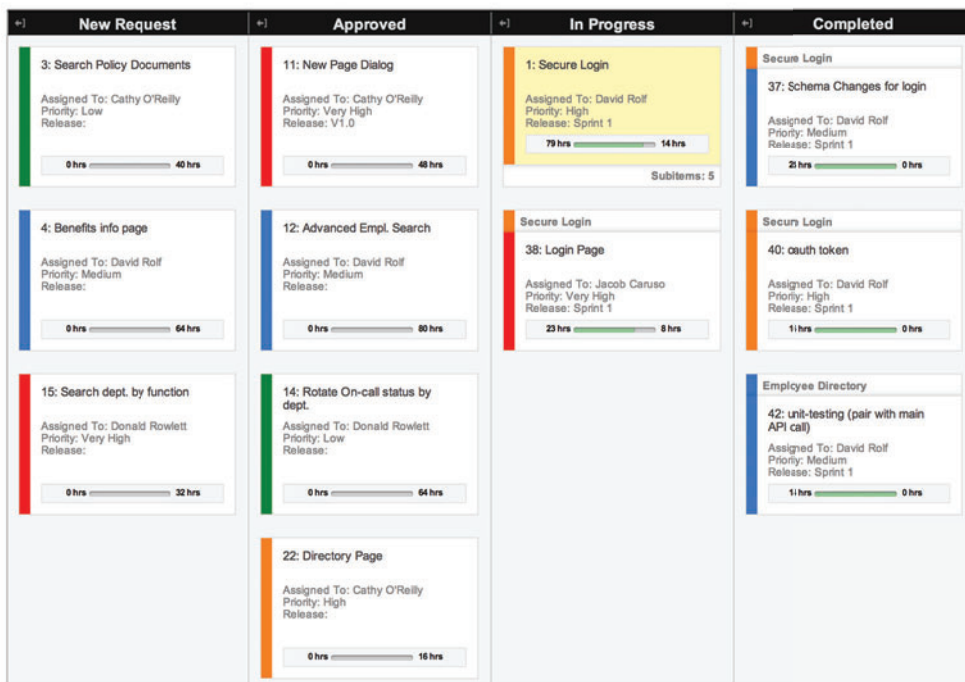 New Request
3: Search Policy Documents
Assigned To: Cathy O'Reilly
Priority: Low
Release:
0 hrs 40 hrs
4: Benefits info page
Assigned To: David Rolf
Priority: Medium
Release:
0 hrs 64 hrs
15: Search dept. by function
Assigned To: Donald Rowlett
Priority: Very High
Release:
0 hrs 32 hrs
Approved
11: New Page Dialog
Assigned To: Cathy O'Reilly
Priority: Very High
Release: V1.0
0 hrs 48 hrs
12: Advanced Empl. Search
Assigned To: David Rolf
Priority: Medium
Release:
0 hrs 80 hrs
14: Rotate On-call status by
dept.
Assigned To: Donald Rowlett
Priority: Low
Release:
0 hrs 64 hrs
22: Directory Page
Assigned To: Cathy O'Reilly
Priority: High
Release:
0 hrs 16 hrs
In Progress
1: Secure Login
Assigned To: David Rolf
Priority: High
Release: Sprint 1
79 hrs 14 hrs
Subitems: 5
Secure Login
38: Login Page
Assigned To: Jacob Caruso
Priority: Very High
Release: Sprint 1
23 hrs 8 hrs
Completed
Secure Login
37: Schema Changes for login
Assigned To: David Rolf
Priority: Medium
Release: Sprint 1
hrs 0 hrs
Secure Login
40: oauth token
Assigned To: David Rolf
Priority: High
Release: Sprint 1
hrs 0 hrs
Employee Directory
42: unit-testing (pair with main
API call)
Assigned To: David Rolf
Priority: Medium
Release: Sprint 1
hrs 0 hrs